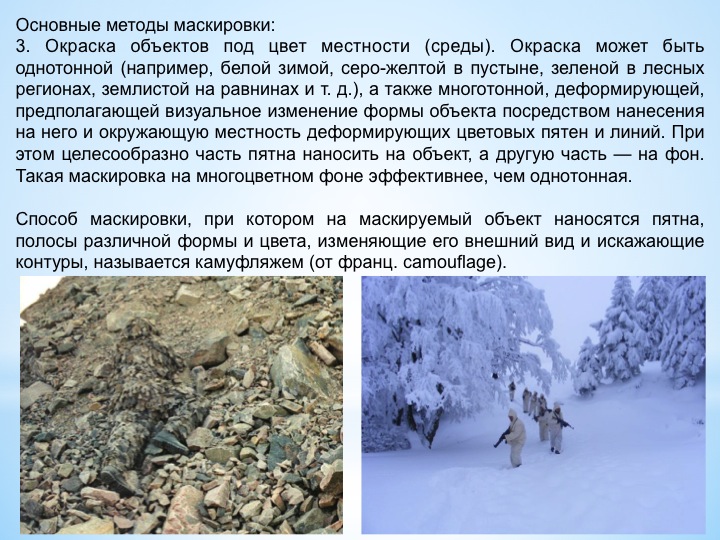 Основные методы маскировки:
3. Окраска объектов под цвет местности (среды). Окраска может быть
однотонной (например, белой зимой, серо-желтой в пустыне, зеленой в лесных
регионах, землистой на равнинах и т. д.), а также многотонной, деформирующей,
предполагающей визуальное изменение формы объекта посредством нанесения
на него и окружающую местность деформирующих цветовых пятен и линий. При
этом целесообразно часть пятна наносить на объект, а другую часть — на фон.
Такая маскировка на многоцветном фоне эффективнее, чем однотонная.
Способ маскировки, при котором на маскируемый объект наносятся пятна,
полосы различной формы и цвета, изменяющие его внешний вид и искажающие
контуры, называется камуфляжем (от франц. camouflage).